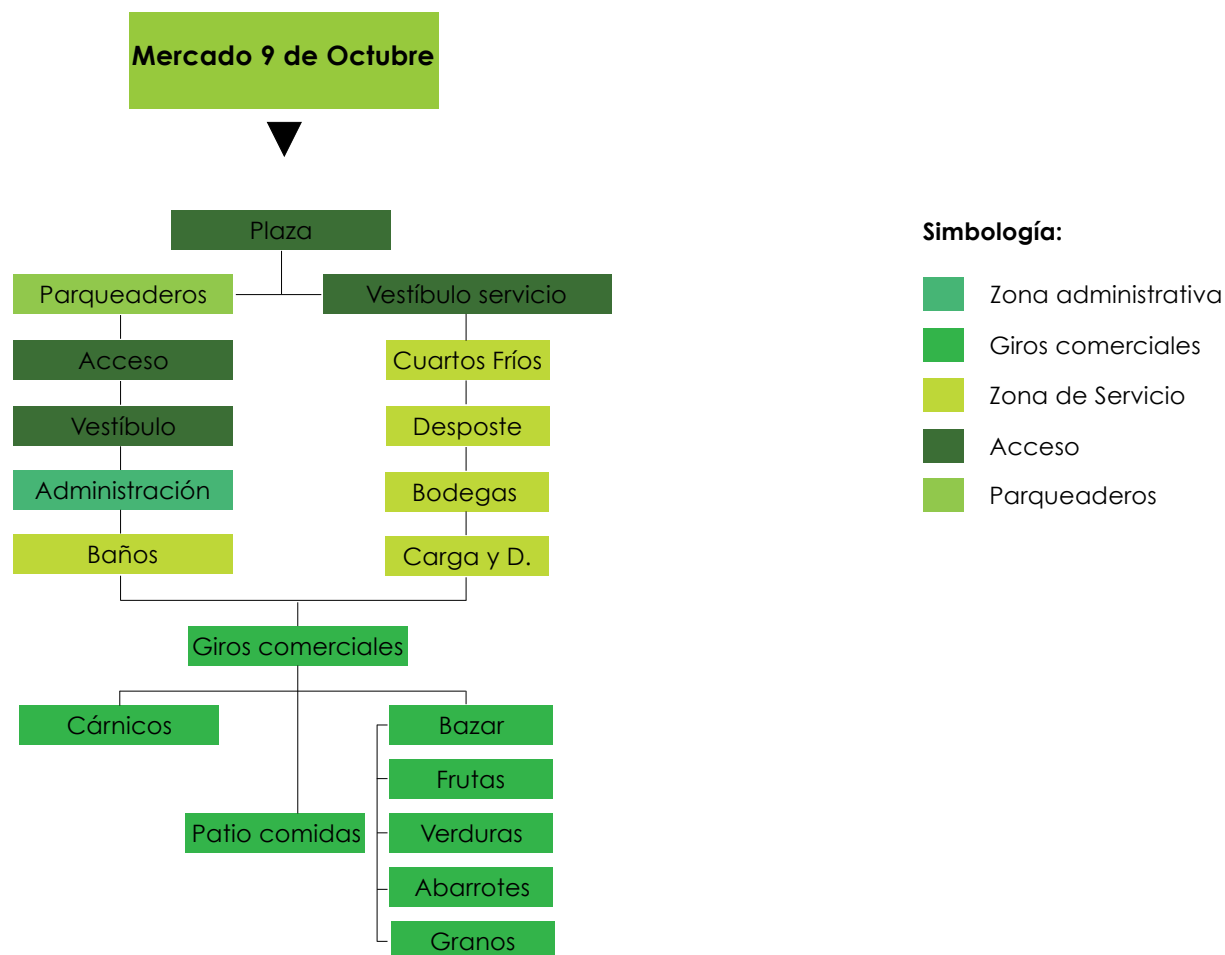 Mercado 9 de Octubre
Plaza
Parqueaderos
Vestíbulo servicio
Acceso
Cuartos Fríos
Vestíbulo
Desposte
Administración
Bodegas
Baños
Carga y D.
Giros comerciales
Cárnicos
Bazar
Frutas
Patio comidas
Verduras
Abarrotes
Granos
Simbología:
Zona administrativa
Giros comerciales
Zona de Servicio
Acceso
Parqueaderos